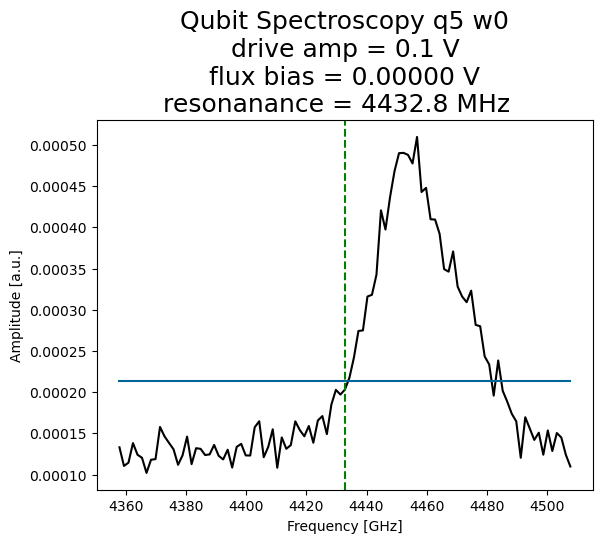 Qubit Spectroscopy q5 w0
drive amp = 0.1 V
flux bias = 0.00000 V
resonanance = 4432.8 MHz
0.00050
0.00045
0.00040
0.00035
0.00030
0.00025
0.00020
0.00015
0.00010
Amplitude [a.u.]
4360 4380 4400 4420 4440 4460 4480 4500
Frequency [GHz]